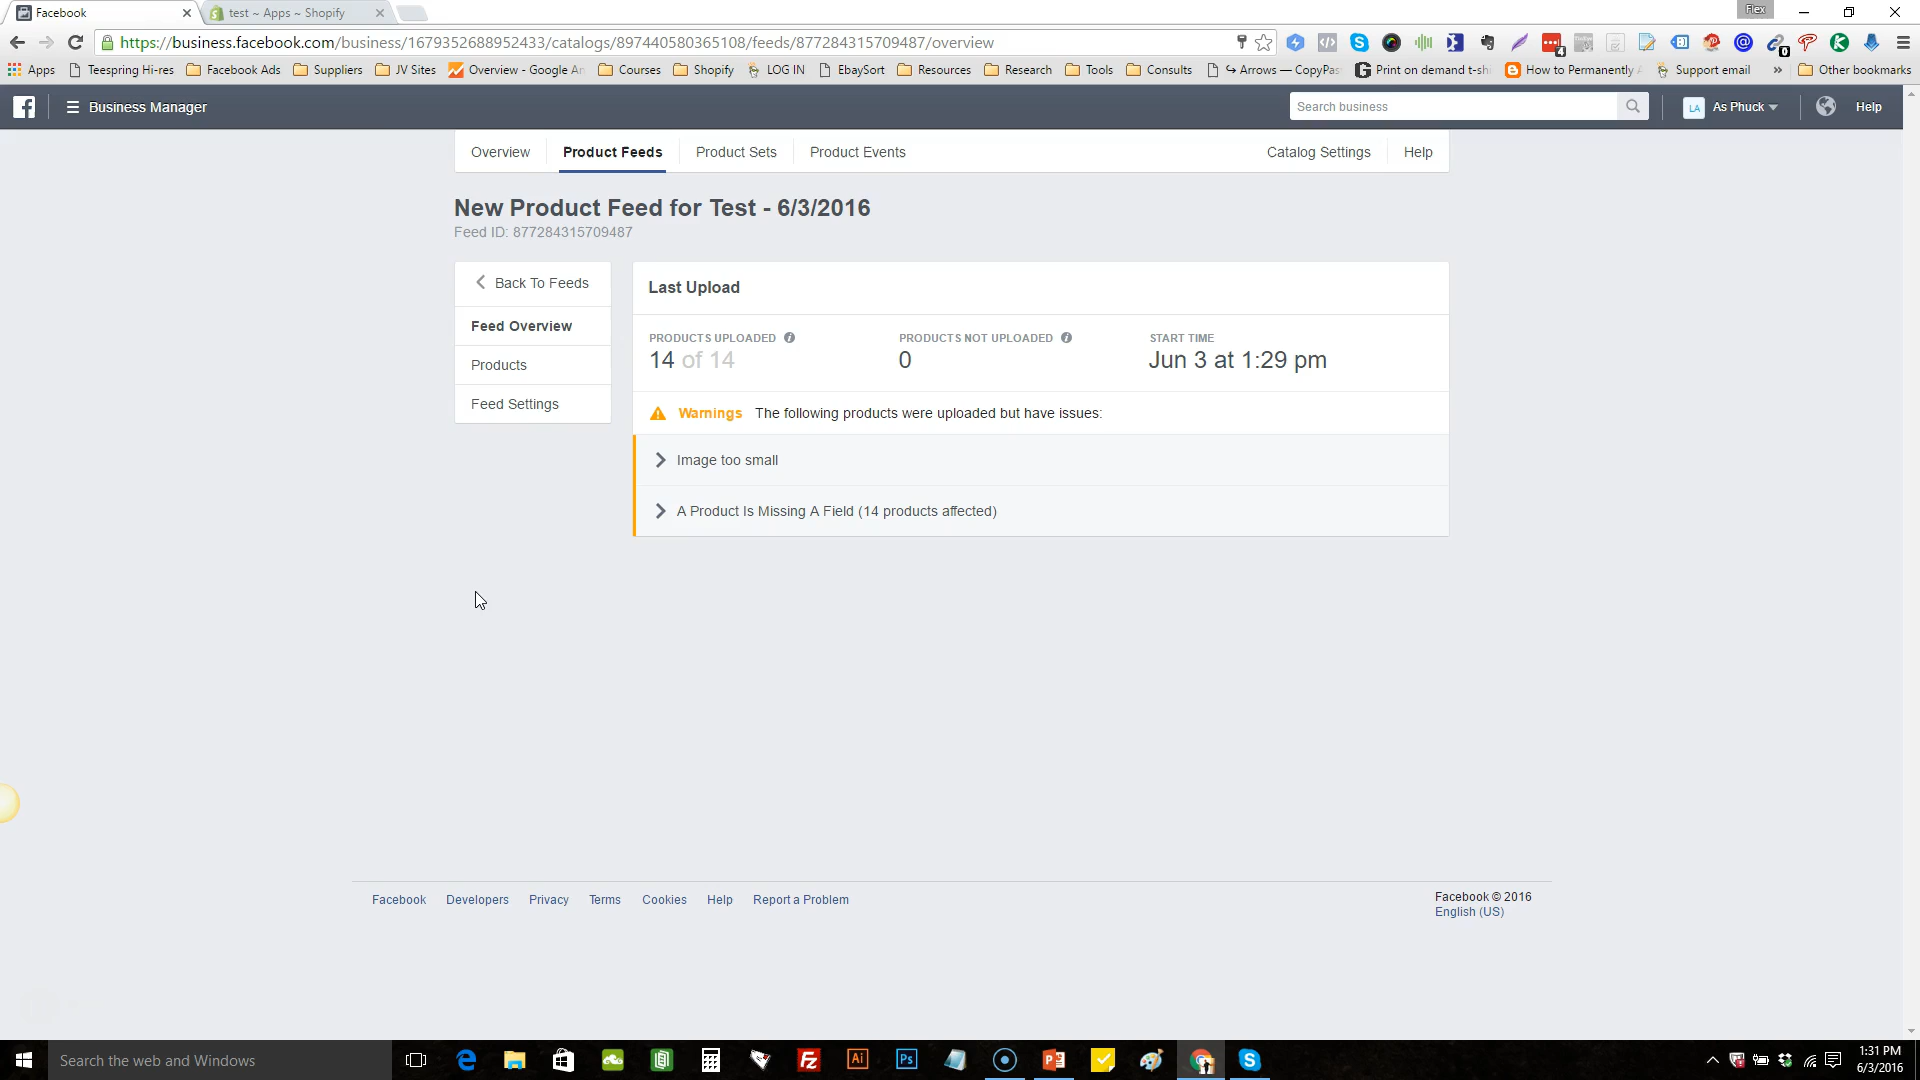 Facebook
test ~ Apps ~ Shopify
Flex
https://business.facebook.com/business/1679352688952433/catalogs/897440580365108/feeds/877284315709487/overview
Apps
Teespring Hi-res
Facebook Ads
Suppliers
JV Sites
Overview - Google An
Courses
Shopify
LOG IN
EbaySort
Resources
Research
Tools
Consults
↪ Arrows — CopyPas
Print on demand t-shi
How to Permanently A
Support email
»
Other bookmarks
Business Manager
Search business
LA
As Phuck
Help
Overview
Product Feeds
Product Sets
Product Events
Catalog Settings
Help
New Product Feed for Test - 6/3/2016
Feed ID: 877284315709487
Back To Feeds
Feed Overview
Products
Feed Settings
Last Upload
PRODUCTS UPLOADED
14 of 14
PRODUCTS NOT UPLOADED
0
START TIME
Jun 3 at 1:29 pm
Warnings The following products were uploaded but have issues:
Image too small
A Product Is Missing A Field (14 products affected)
Facebook Developers Privacy Terms Cookies Help Report a Problem
Facebook © 2016
English (US)
Search the web and Windows
1:31 PM
6/3/2016